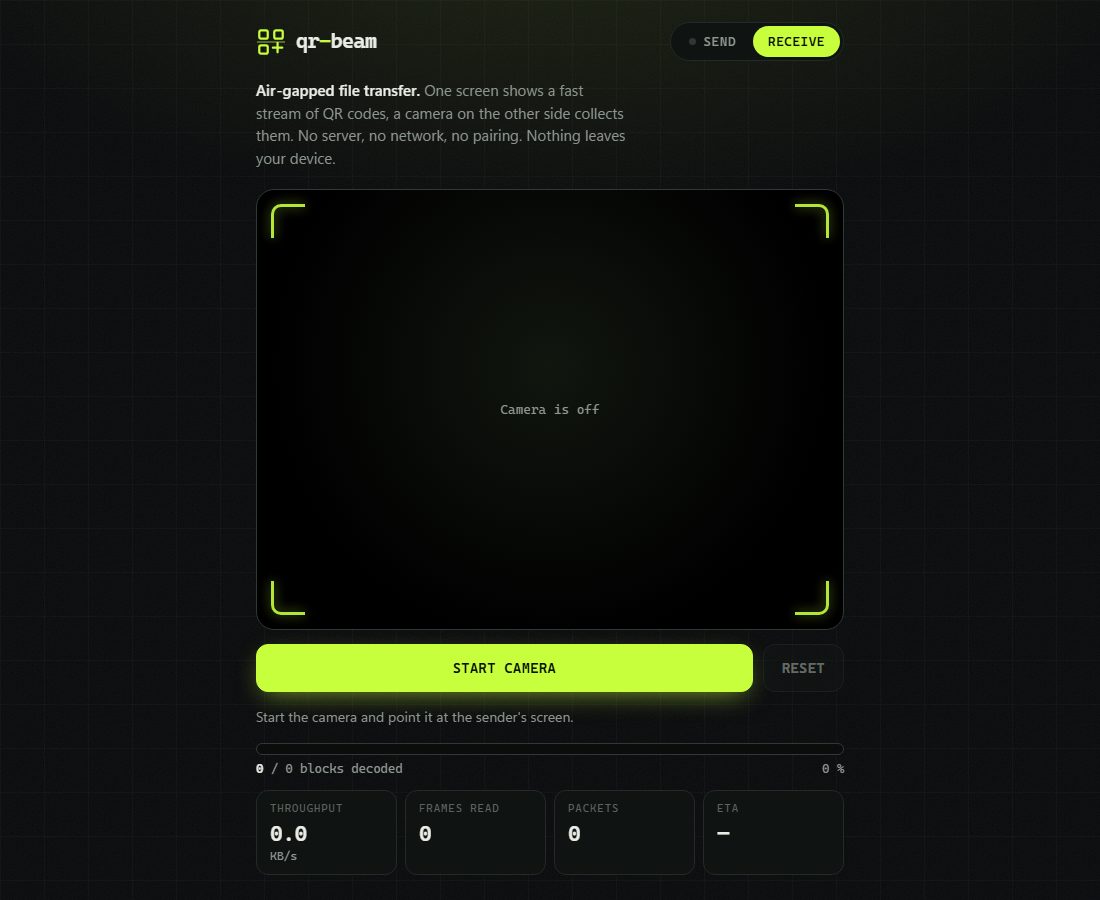 qr-beam
SEND
RECEIVE
Air-gapped file transfer. One screen shows a fast
stream of QR codes, a camera on the other side collects
them. No server, no network, no pairing. Nothing leaves
your device.
Camera is off
START CAMERA
RESET
Start the camera and point it at the sender's screen.
0 / 0 blocks decoded
0 %
THROUGHPUT
0.0
KB/s
FRAMES READ
0
PACKETS
0
ETA
—